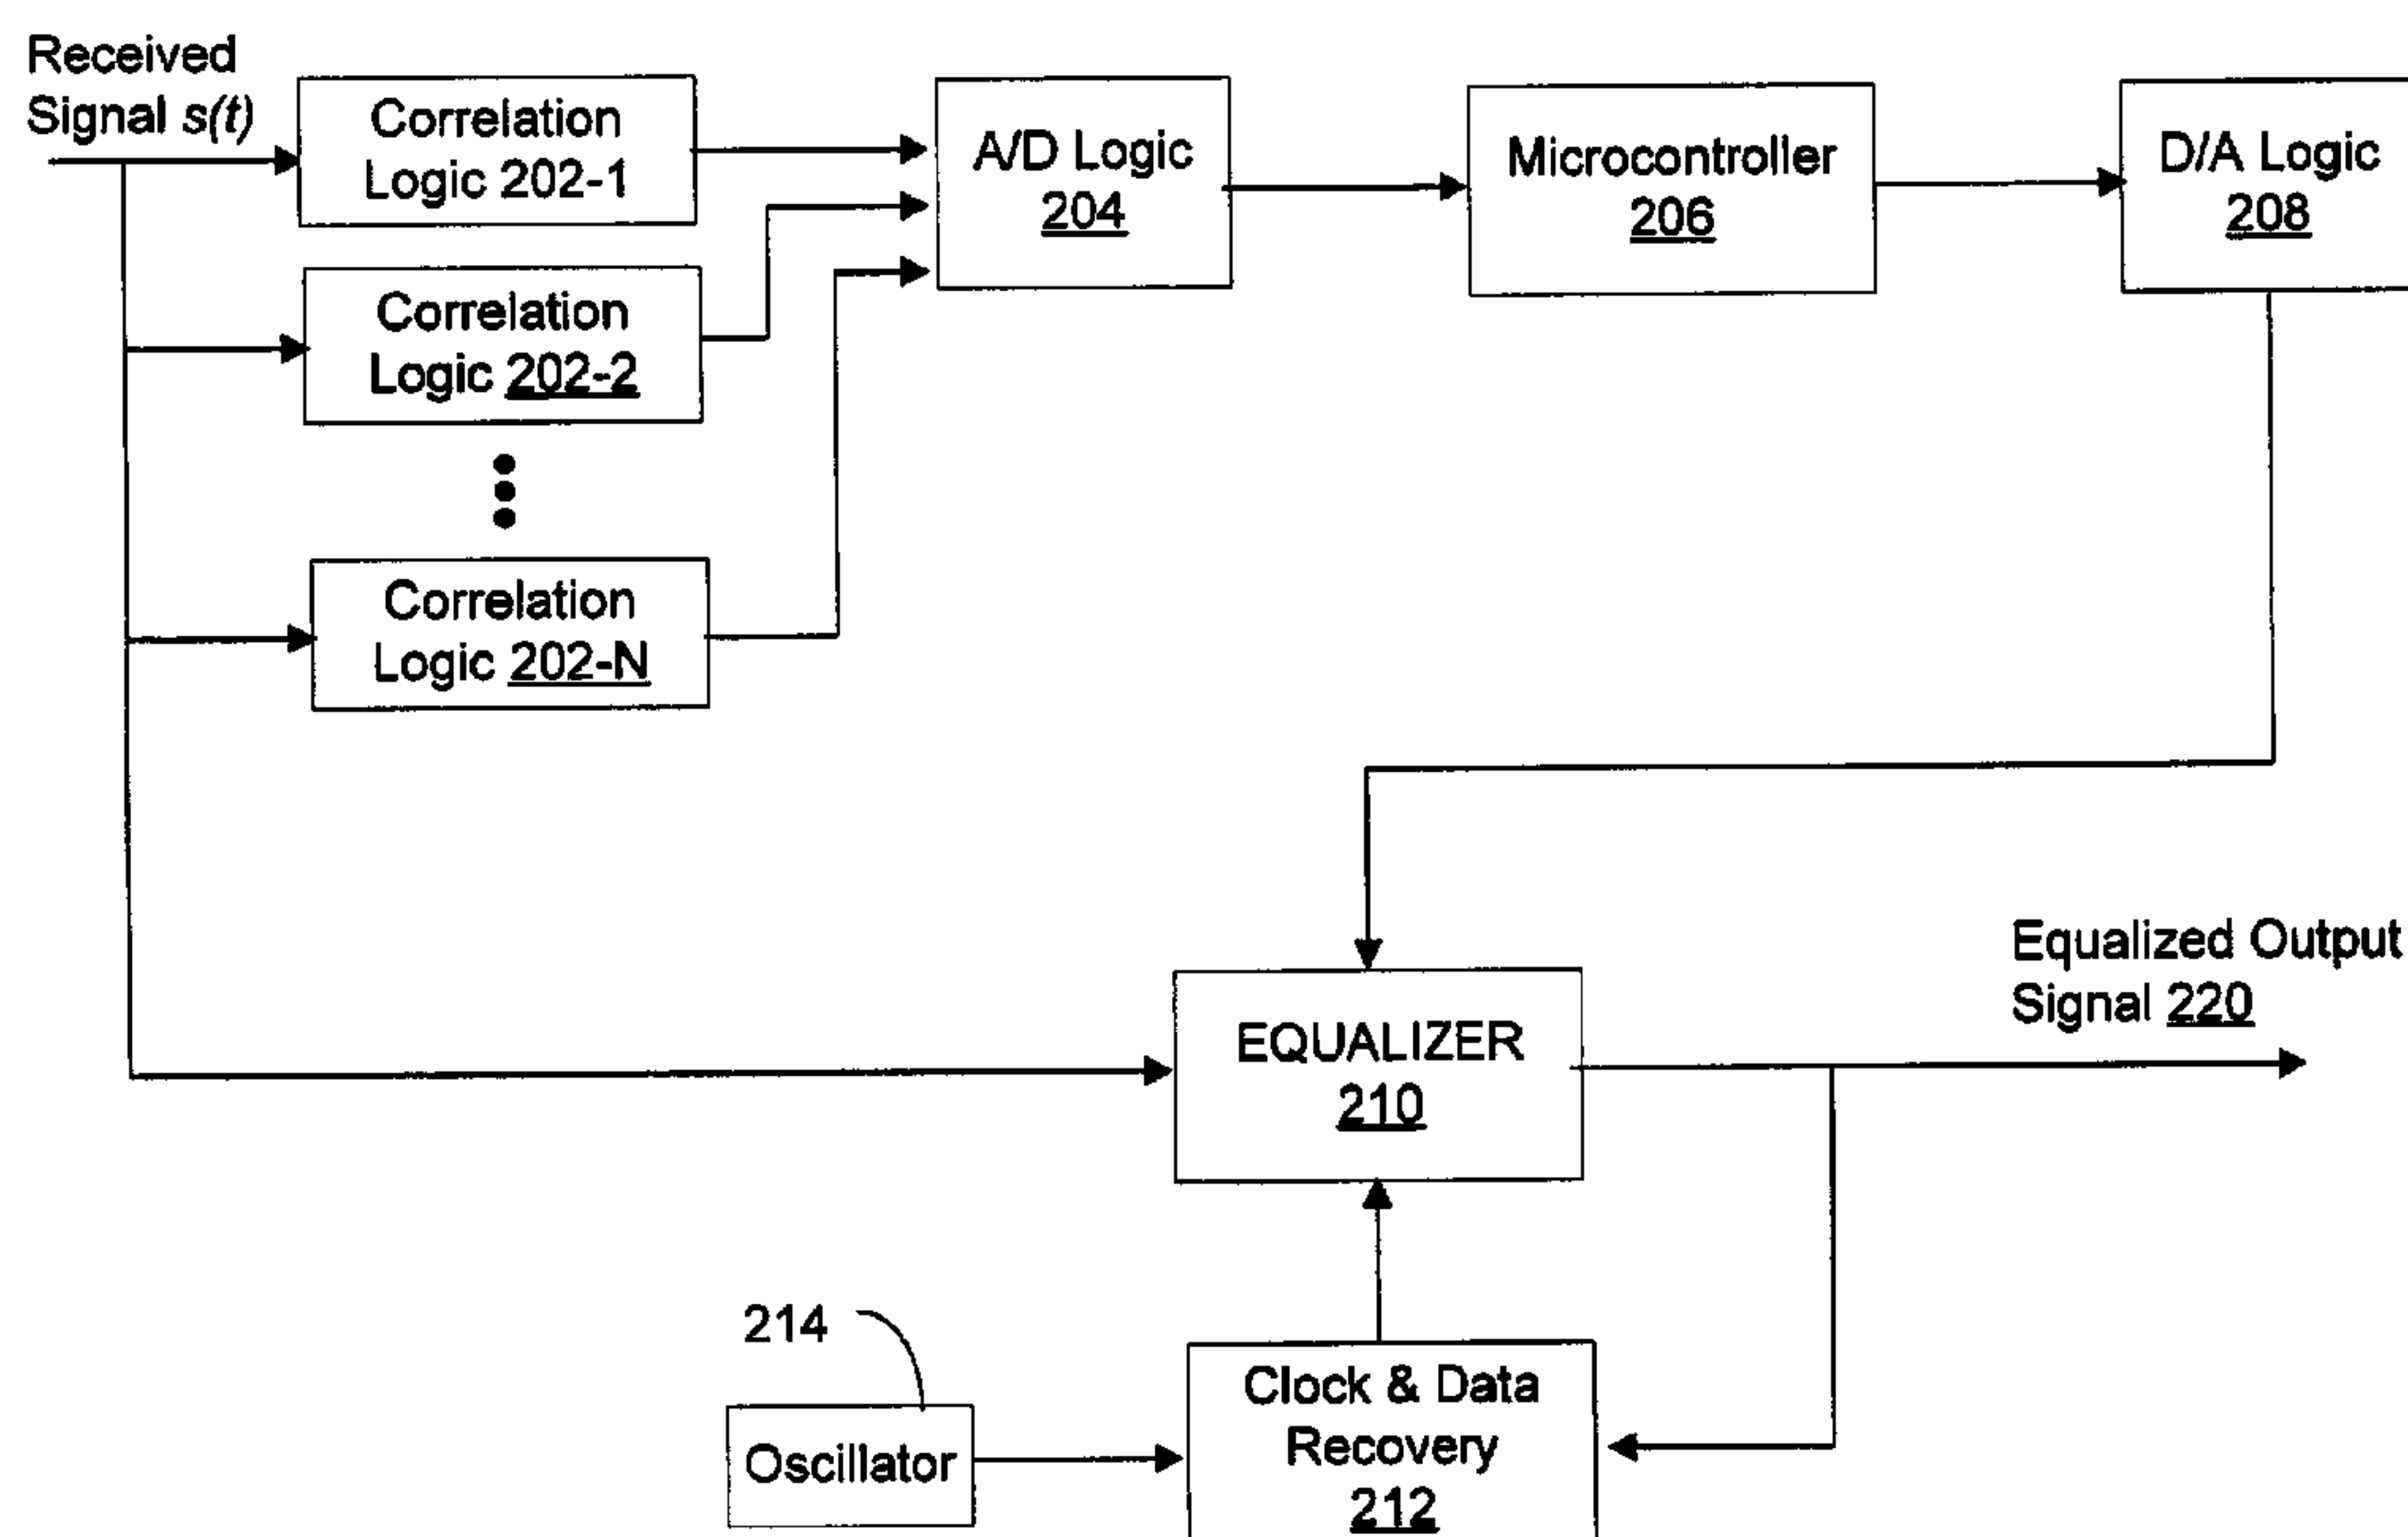 Received
Signal s(t)
Correlation
Logic 202-1
A/D Logic
204
Microcontroller
206
D/A Logic
208
Correlation
Logic 202-2
Correlation
Logic 202-N
EQUALIZER
210
Equalized Output
Signal 220
214
Oscillator
Clock & Data
Recovery
212